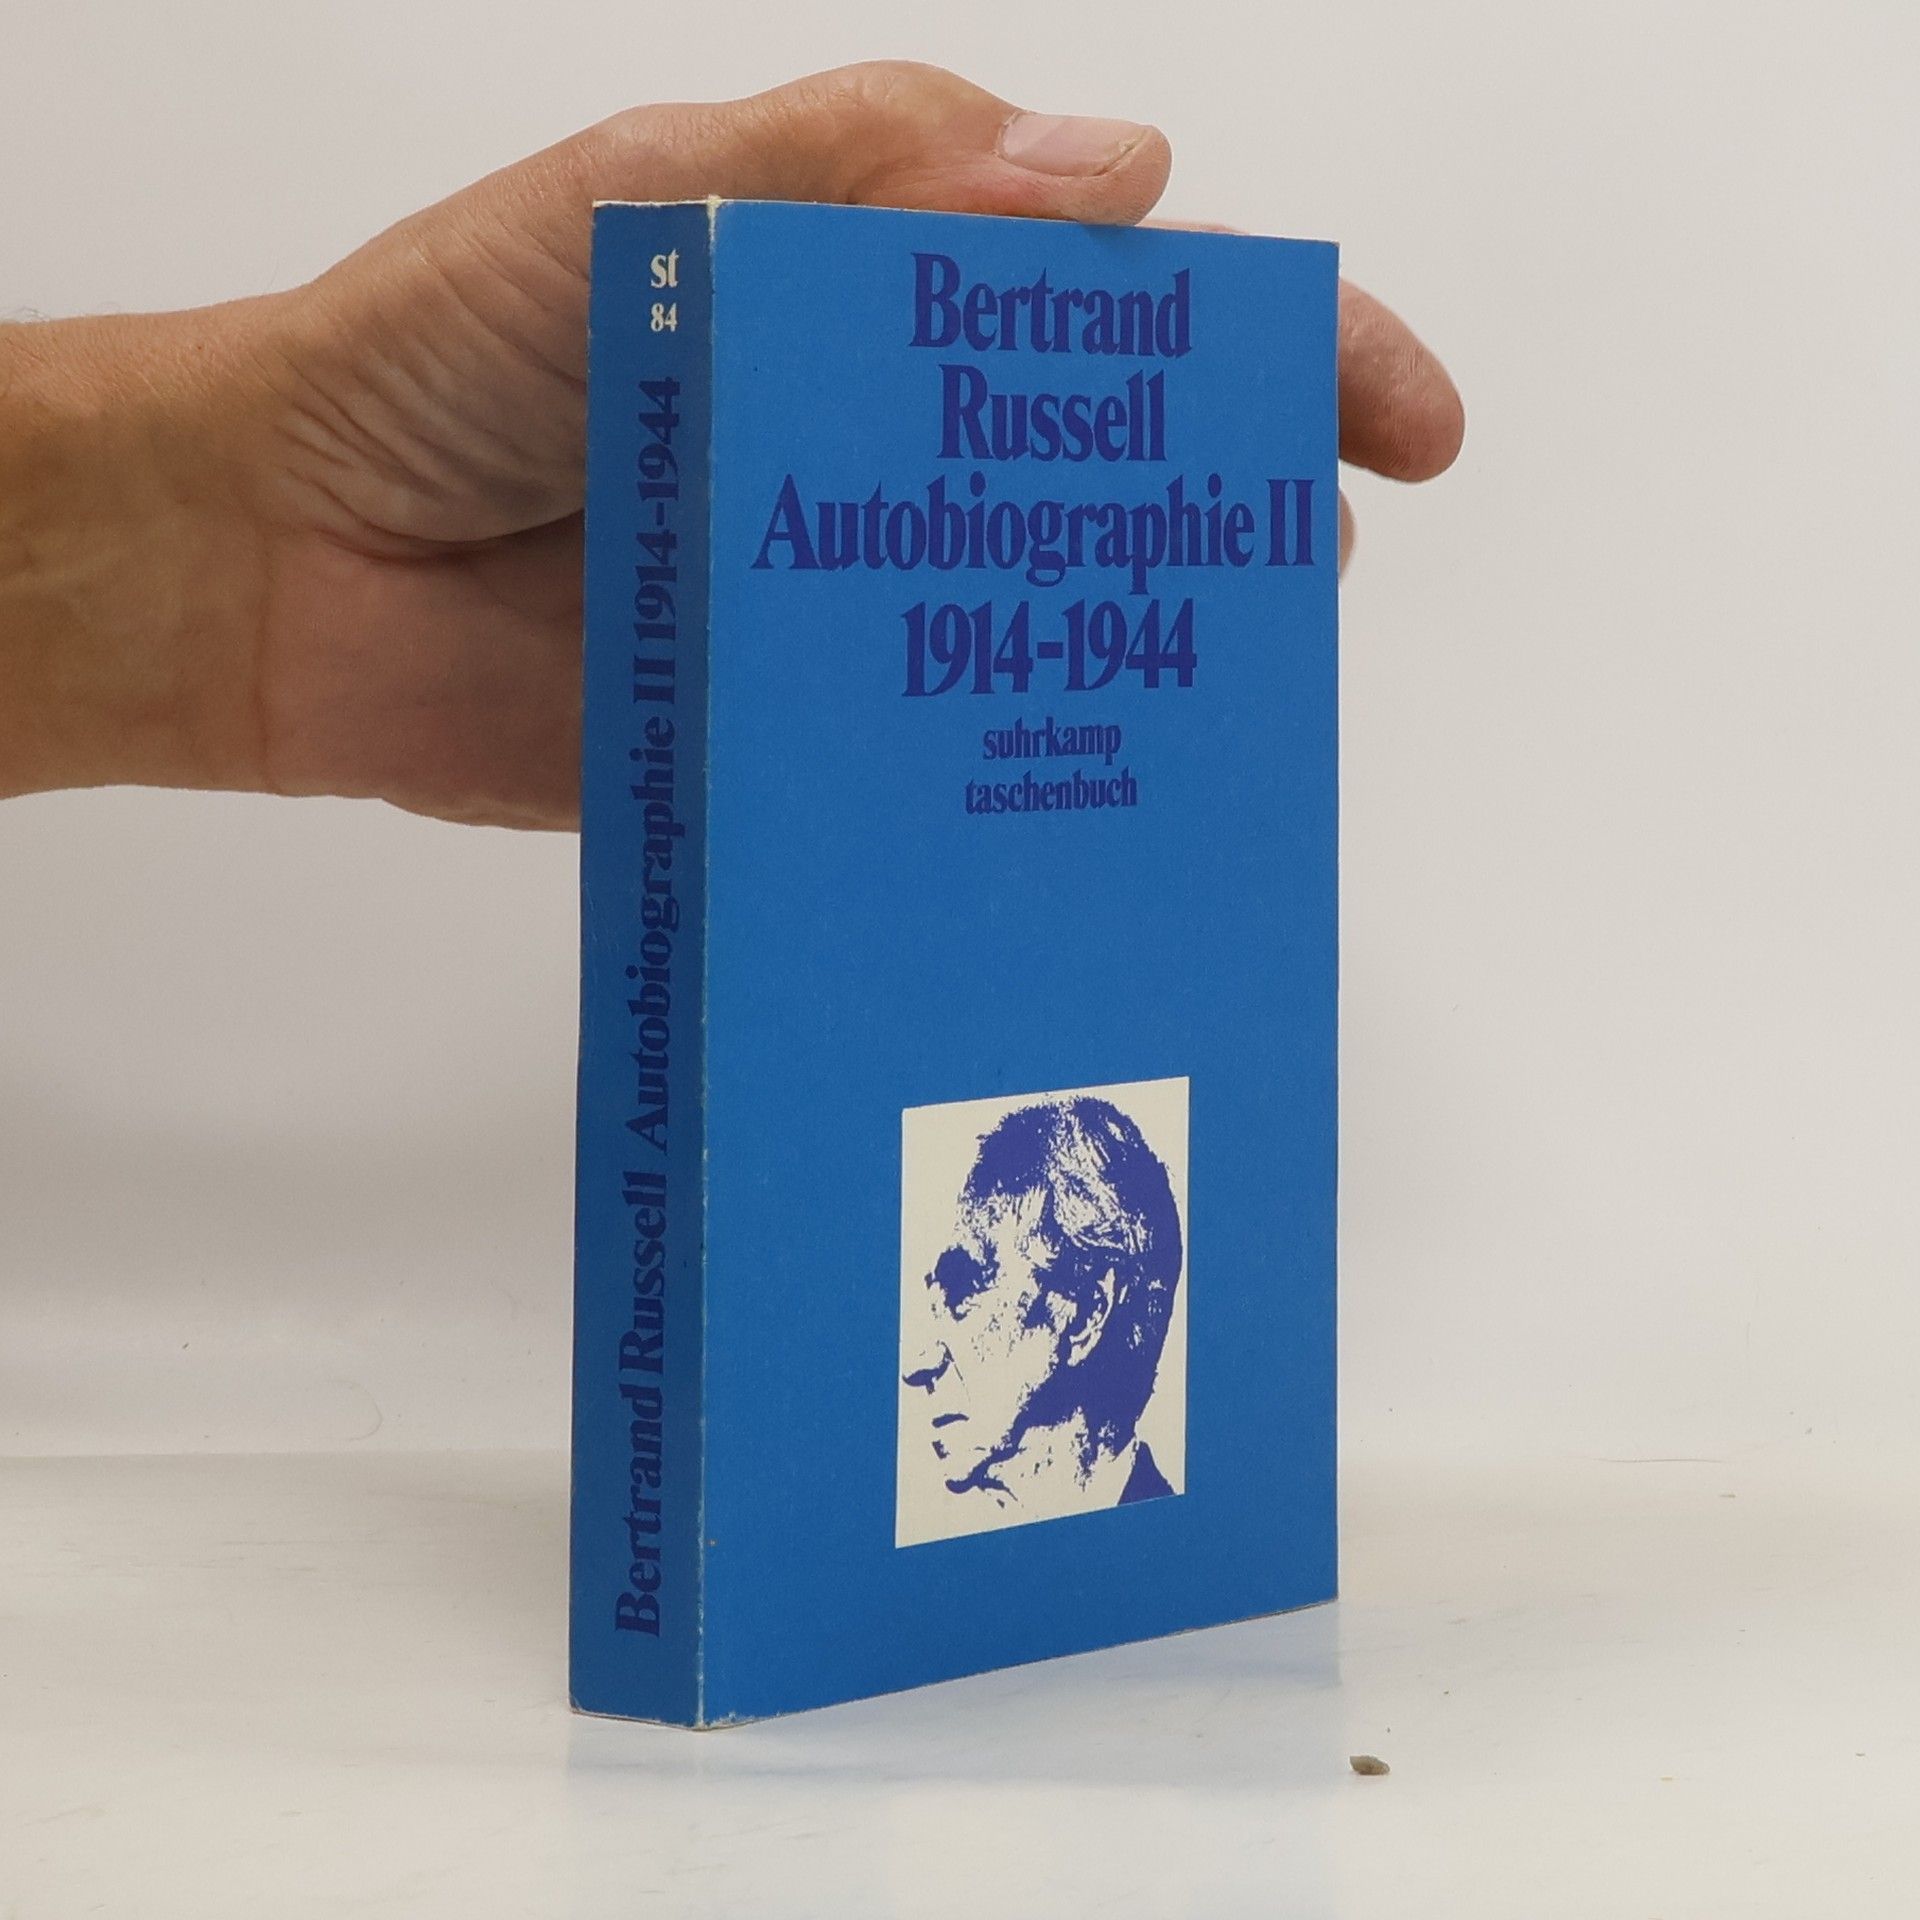 st
84
Bertrand Russell Autobiographie II 1914-1944
Bertrand
Russell
Autobiographie II
1914-1944
suhrkamp
taschenbuch